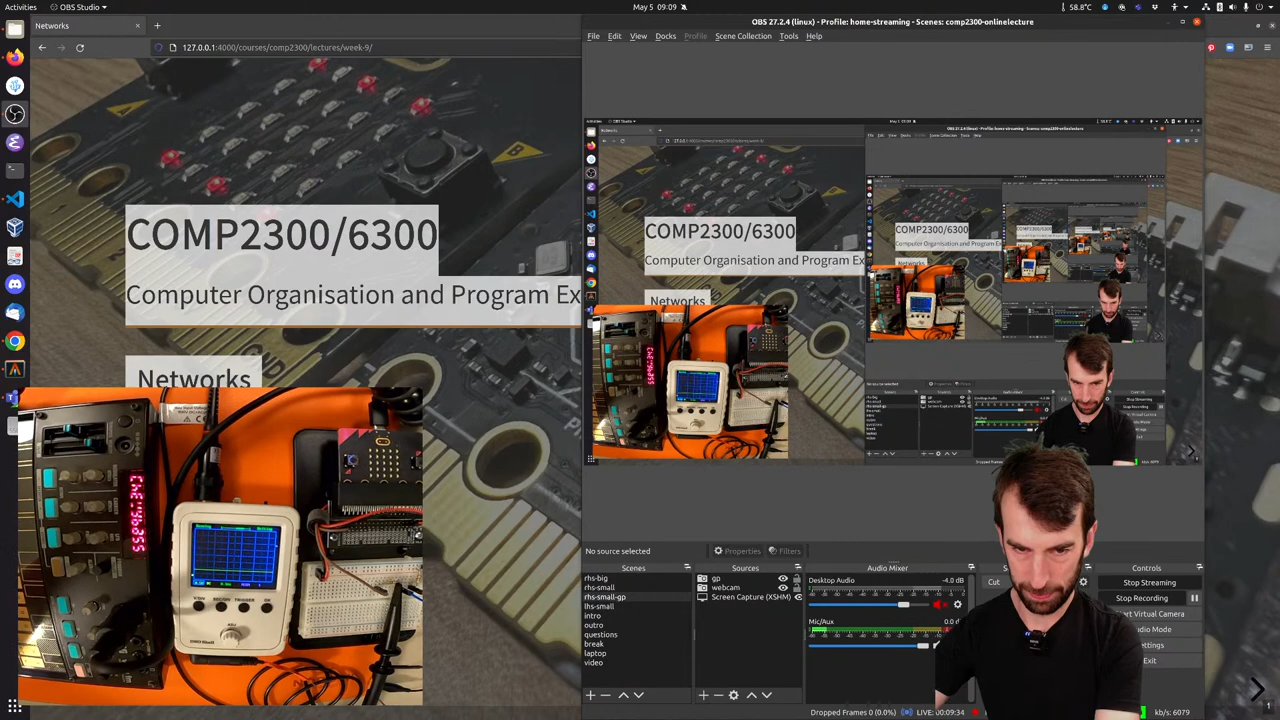 Activities
OBS Studio
May 5 09:09
58.8°C
Networks
127.0.0.1:4000/courses/comp2300/lectures/week-9/
COMP2300/6300
Computer Organisation and Program Ex
Networks
OBS 27.2.4 (linux) - Profile: home-streaming - Scenes: comp2300-onlinelecture
File Edit View Docks Profile Scene Collection Tools Help
COMP2300/6300
Computer Organisation and Program Ex
Networks
COMP2300/6300
No source selected
Properties
Filters
Scenes
rhs-big
rhs-small
rhs-small-gp
lhs-small
intro
outro
questions
break
laptop
video
Sources
gp
webcam
Screen Capture (XSHM)
Audio Mixer
Desktop Audio
-4.0 dB
Mic/Aux
Cut
Controls
Stop Streaming
Stop Recording
Exit
Dropped Frames 0 (0.0%)
LIVE: 00:09:34
kb/s: 6079
1